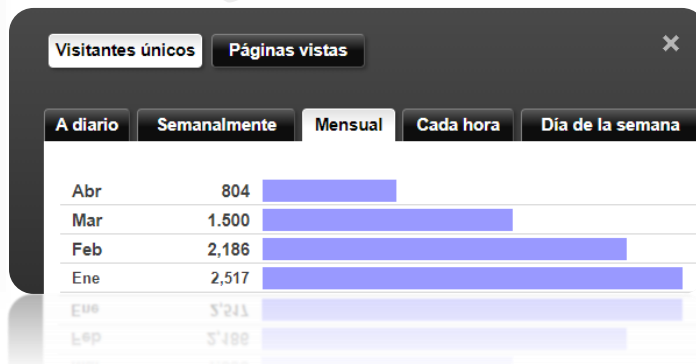 Visitantes únicos Páginas vistas ×
A diario Semanalmente Mensual Cada hora Día de la semana
Abr 804
Mar 1.500
Feb 2,186
Ene 2,517